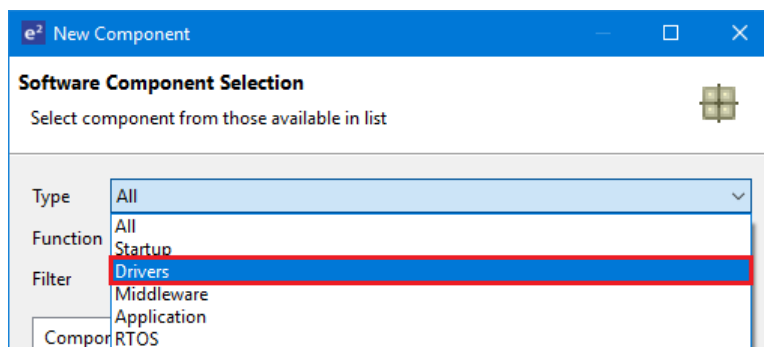 e² New Component
Software Component Selection
Select component from those available in list
Type All
All
Function
Startup
Drivers
Filter
Middleware
Application
Compor
RTOS